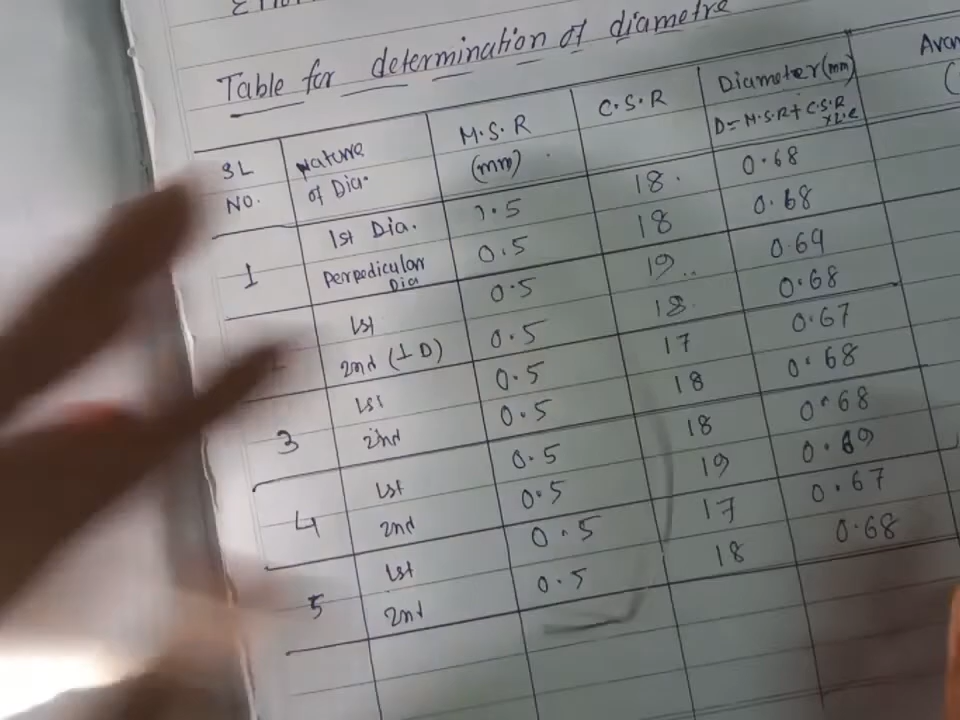 Table for determination of diametre
SL NO. Nature of Dia. M.S.R (mm) C.S.R Diameter (mm) D= M.S.R + C.S.R x L.C
1 1st Dia. 0.5 18. 0.68
Perpedicular Dia 0.5 18 0.68
1st 0.5 19.. 0.69
2nd (⊥D) 0.5 18. 0.68
3 1st 0.5 17 0.67
2nd 0.5 18 0.68
4 1st 0.5 18 0.68
2nd 0.5 19 0.69
5 1st 0.5 17 0.67
2nd 0.5 18 0.68